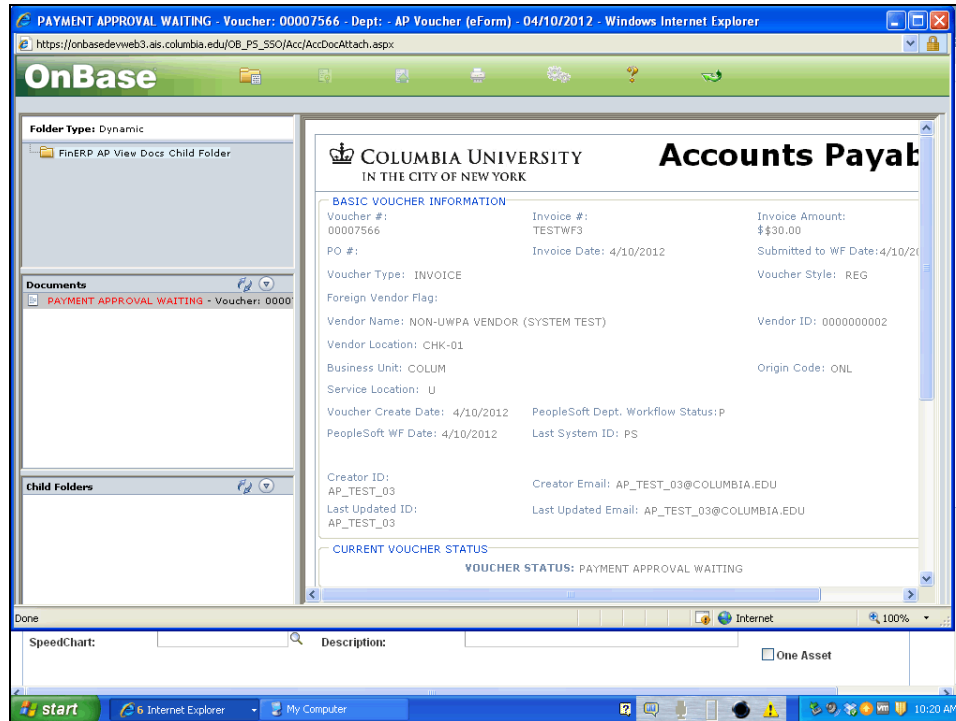 PAYMENT APPROVAL WAITING - Voucher: 00007566 - Dept: - AP Voucher (eForm) - 04/10/2012 - Windows Internet Explorer
https://onbasedevweb3.ais.columbia.edu/OB_PS_SSO/Acc/AccDocAttach.aspx
OnBase
Folder Type: Dynamic
FinERP AP View Docs Child Folder
Documents
PAYMENT APPROVAL WAITING - Voucher: 0000
Child Folders
COLUMBIA UNIVERSITY
IN THE CITY OF NEW YORK
Accounts Payab
BASIC VOUCHER INFORMATION
Voucher #: Invoice #: Invoice Amount:
00007566 TESTWF3 $$30.00
PO #: Invoice Date: 4/10/2012 Submitted to WF Date:4/10/20
Voucher Type: INVOICE Voucher Style: REG
Foreign Vendor Flag:
Vendor Name: NON-UWPA VENDOR (SYSTEM TEST) Vendor ID: 0000000002
Vendor Location: CHK-01
Business Unit: COLUM Origin Code: ONL
Service Location: U
Voucher Create Date: 4/10/2012 PeopleSoft Dept. Workflow Status:P
PeopleSoft WF Date: 4/10/2012 Last System ID: PS
Creator ID: Creator Email: AP_TEST_03@COLUMBIA.EDU
AP_TEST_03
Last Updated ID: Last Updated Email: AP_TEST_03@COLUMBIA.EDU
AP_TEST_03
CURRENT VOUCHER STATUS
VOUCHER STATUS: PAYMENT APPROVAL WAITING
Done Internet 100%
SpeedChart: Description: One Asset
start 6 Internet Explorer My Computer 10:20 AM